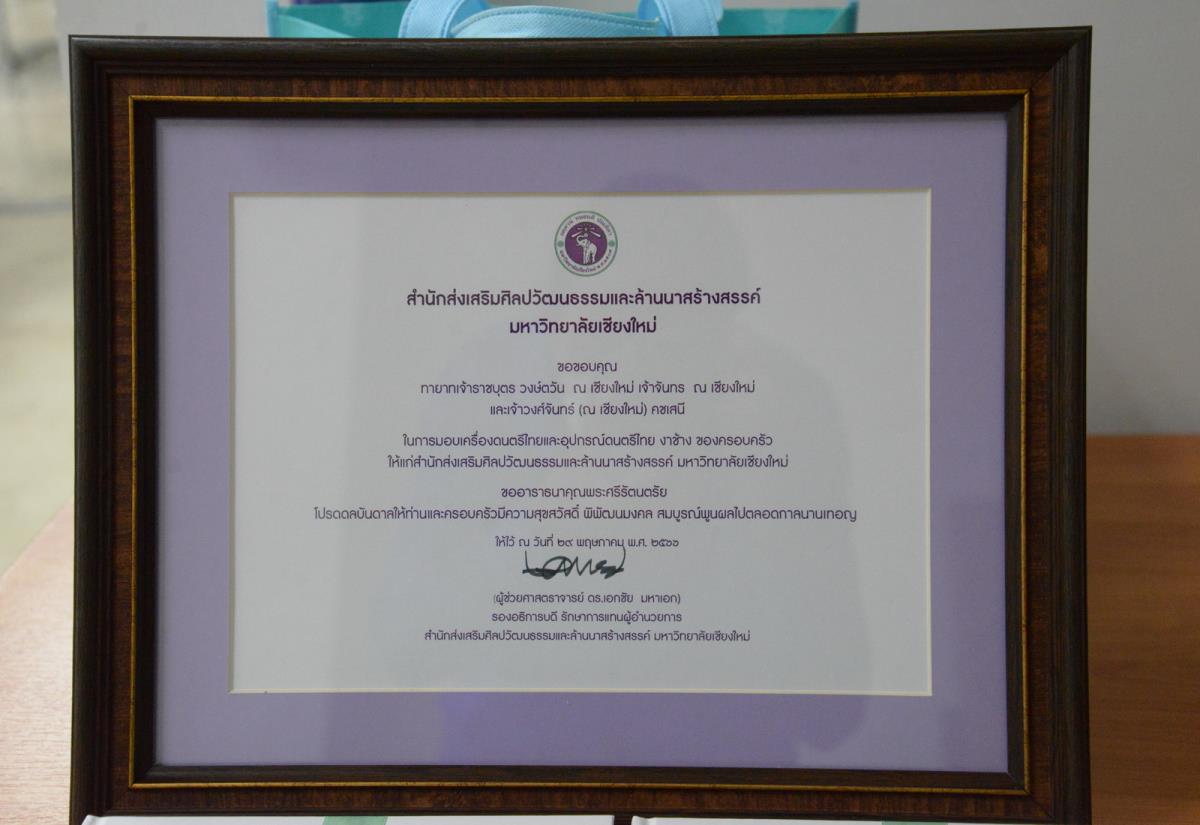 สำนักส่งเสริมศิลปวัฒนธรรมและล้านนาสร้างสรรค์
มหาวิทยาลัยเชียงใหม่
ขอขอบคุณ
ทายาทเจ้าราชบุตร วงษ์ตวัน ณ เชียงใหม่ เจ้าจันทร ณ เชียงใหม่
และเจ้าวงศ์จันทร์ (ณ เชียงใหม่) คชเสนี
ในการมอบเครื่องดนตรีไทยและอุปกรณ์ดนตรีไทย งาช้าง ของครอบครัว
ให้แก่สำนักส่งเสริมศิลปวัฒนธรรมและล้านนาสร้างสรรค์ มหาวิทยาลัยเชียงใหม่
ขออาราธนาคุณพระศรีรัตนตรัย
โปรดดลบันดาลให้ท่านและครอบครัวมีความสุขสวัสดิ์ พิพัฒนมงคล สมบูรณ์พูนผลไปตลอดกาลนานเทอญ
ให้ไว้ ณ วันที่ ๒๙ พฤษภาคม พ.ศ. ๒๕๖๖
(ผู้ช่วยศาสตราจารย์ ดร.เอกชัย มหาเอก)
รองอธิการบดี รักษาการแทนผู้อำนวยการ
สำนักส่งเสริมศิลปวัฒนธรรมและล้านนาสร้างสรรค์ มหาวิทยาลัยเชียงใหม่